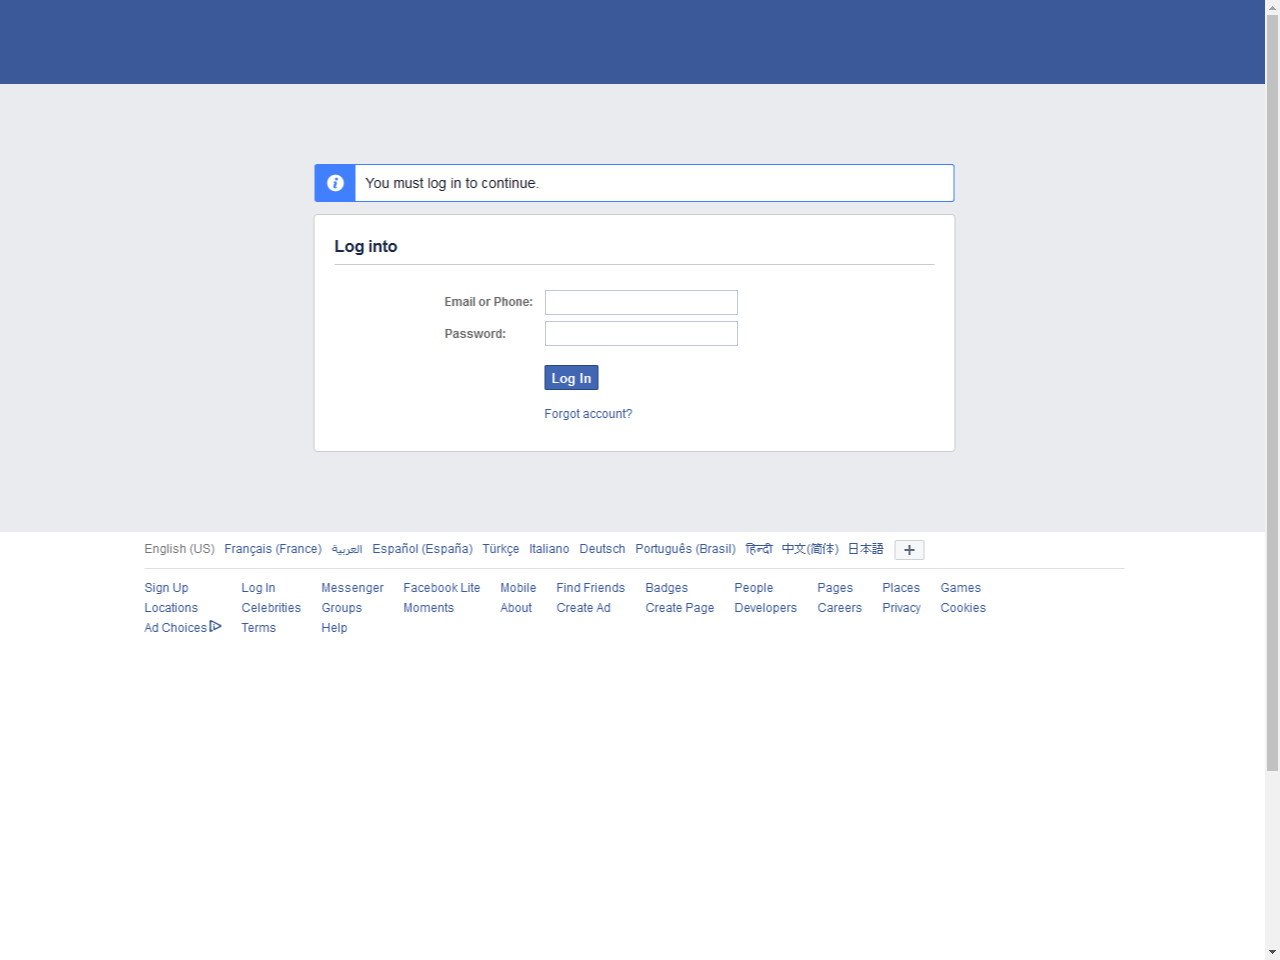 You must log in to continue.
Log into
Email or Phone:
Password:
Log In
Forgot account?
English (US) Français (France) العربية Español (España) Türkçe Italiano Deutsch Português (Brasil) हिन्दी 中文(简体) 日本語 +
Sign Up Log In Messenger Facebook Lite Mobile Find Friends Badges People Pages Places Games
Locations Celebrities Groups Moments About Create Ad Create Page Developers Careers Privacy Cookies
Ad Choices Terms Help